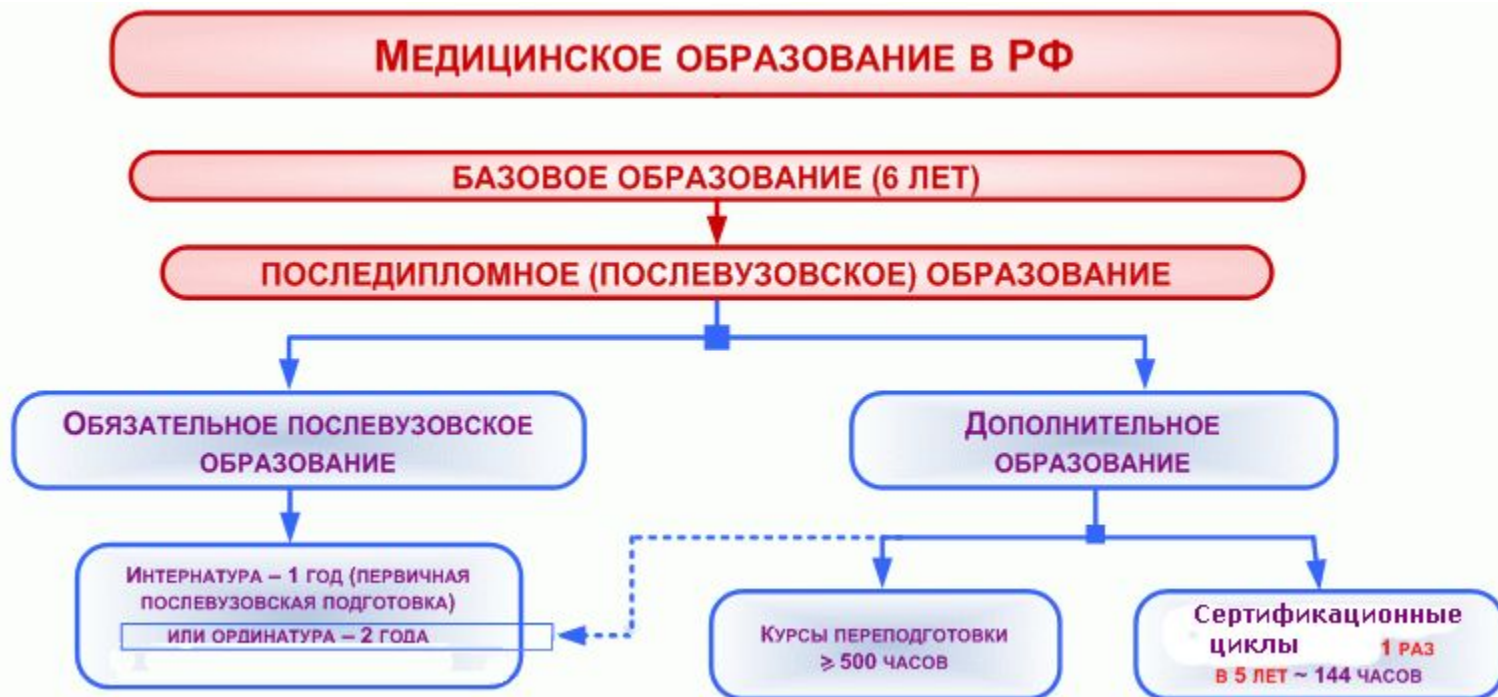 МЕДИЦИНСКОЕ ОБРАЗОВАНИЕ В РФ
БАЗОВОЕ ОБРАЗОВАНИЕ (6 ЛЕТ)
ПОСЛЕДИПЛОМНОЕ (ПОСЛЕВУЗОВСКОЕ) ОБРАЗОВАНИЕ
ОБЯЗАТЕЛЬНОЕ ПОСЛЕВУЗОВСКОЕ
ОБРАЗОВАНИЕ
ДОПОЛНИТЕЛЬНОЕ
ОБРАЗОВАНИЕ
ИНТЕРНАТУРА – 1 ГОД (ПЕРВИЧНАЯ
ПОСЛЕВУЗОВСКАЯ ПОДГОТОВКА)
ИЛИ ОРДИНАТУРА – 2 ГОДА
КУРСЫ ПЕРЕПОДГОТОВКИ
⩾ 500 ЧАСОВ
Сертификационные
циклы 1 РАЗ
В 5 ЛЕТ ~ 144 ЧАСОВ